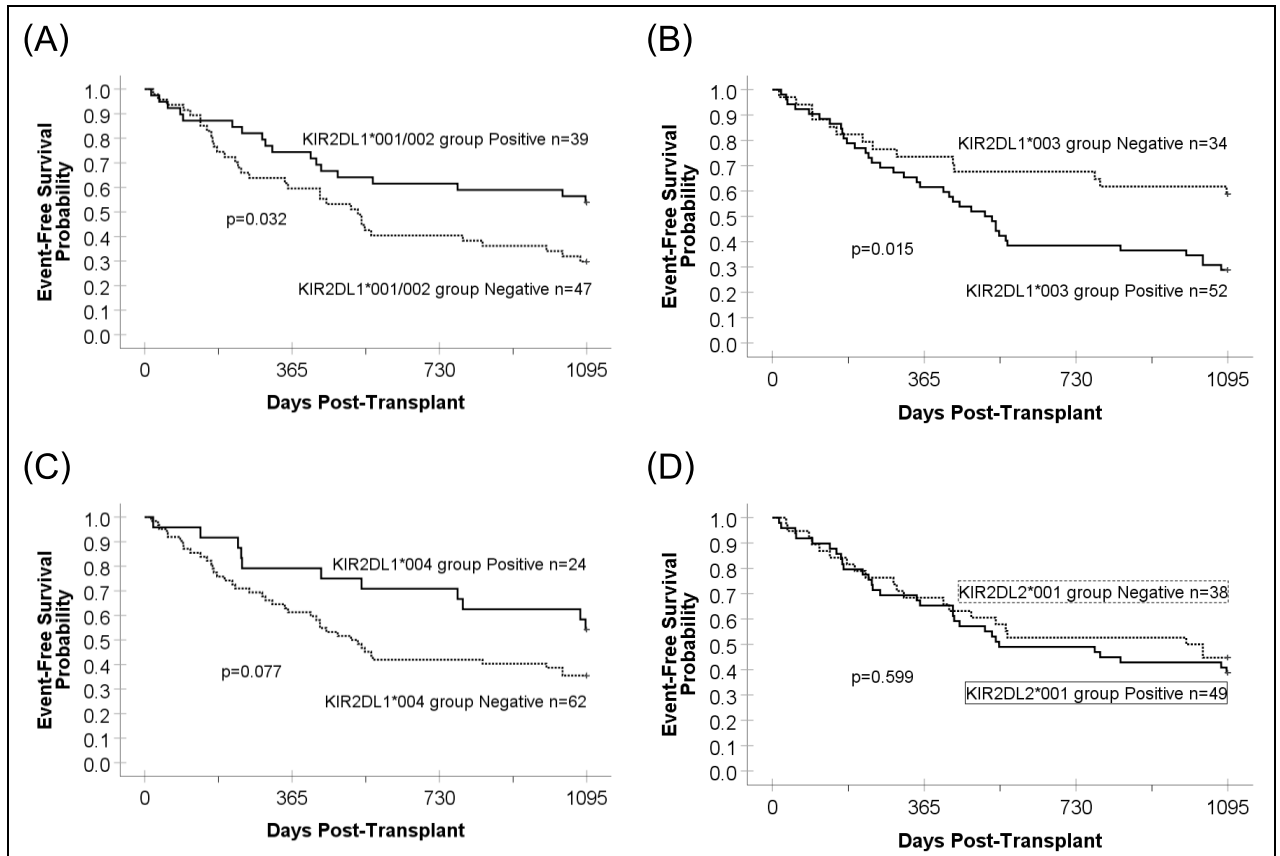 (A)
1.0
0.9
0.8
0.7
0.6
0.5
0.4
0.3
0.2
0.1
0.0
Event-Free Survival
Probability
KIR2DL1*001/002 group Positive n=39
p=0.032
KIR2DL1*001/002 group Negative n=47
0 365 730 1095
Days Post-Transplant
(B)
1.0
0.9
0.8
0.7
0.6
0.5
0.4
0.3
0.2
0.1
0.0
Event-Free Survival
Probability
KIR2DL1*003 group Negative n=34
p=0.015
KIR2DL1*003 group Positive n=52
0 365 730 1095
Days Post-Transplant
(C)
1.0
0.9
0.8
0.7
0.6
0.5
0.4
0.3
0.2
0.1
0.0
Event-Free Survival
Probability
KIR2DL1*004 group Positive n=24
p=0.077
KIR2DL1*004 group Negative n=62
0 365 730 1095
Days Post-Transplant
(D)
1.0
0.9
0.8
0.7
0.6
0.5
0.4
0.3
0.2
0.1
0.0
Event-Free Survival
Probability
KIR2DL2*001 group Negative n=38
p=0.599
KIR2DL2*001 group Positive n=49
0 365 730 1095
Days Post-Transplant